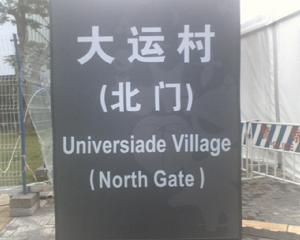 大运村
(北门)
Universiade Village
(North Gate)